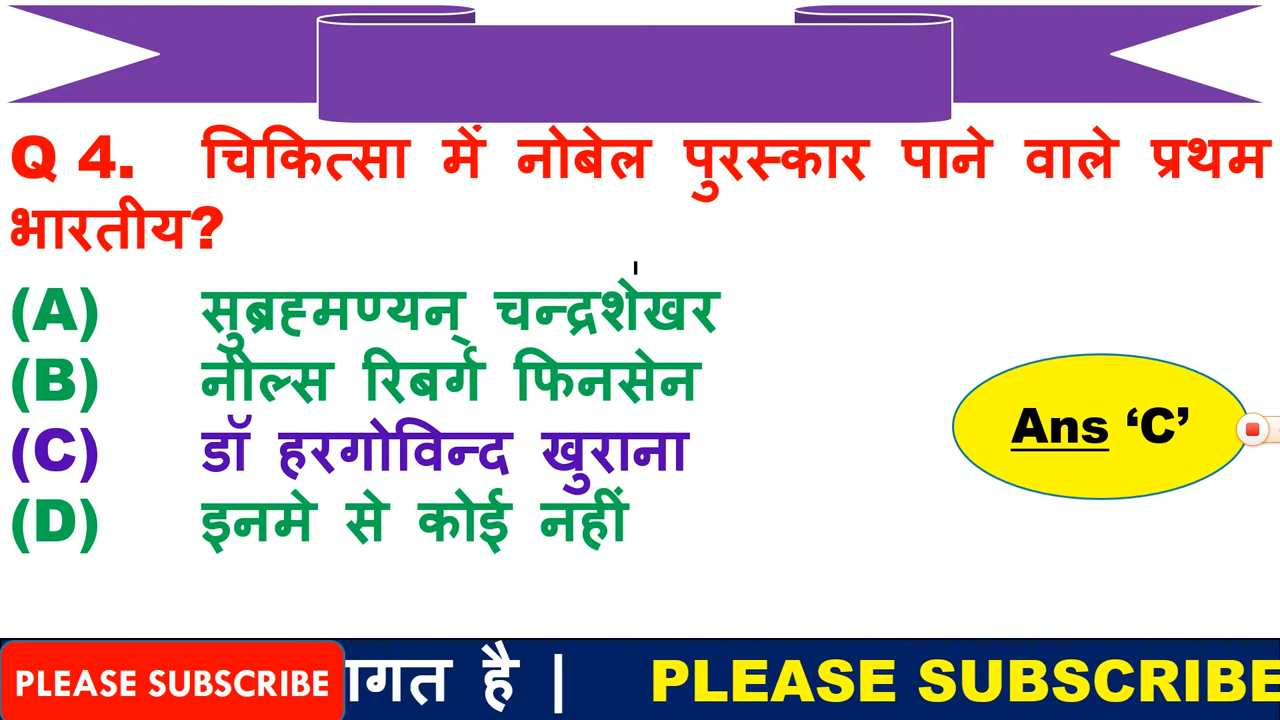 Q 4. चिकित्सा में नोबेल पुरस्कार पाने वाले प्रथम
भारतीय?
(A) सुब्रह्मण्यन् चन्द्रशेखर
(B) नील्स रिबर्ग फिनसेन
(C) डॉ हरगोविन्द खुराना
(D) इनमे से कोई नहीं
Ans ‘C’
PLEASE SUBSCRIBE ागत है | PLEASE SUBSCRIBE